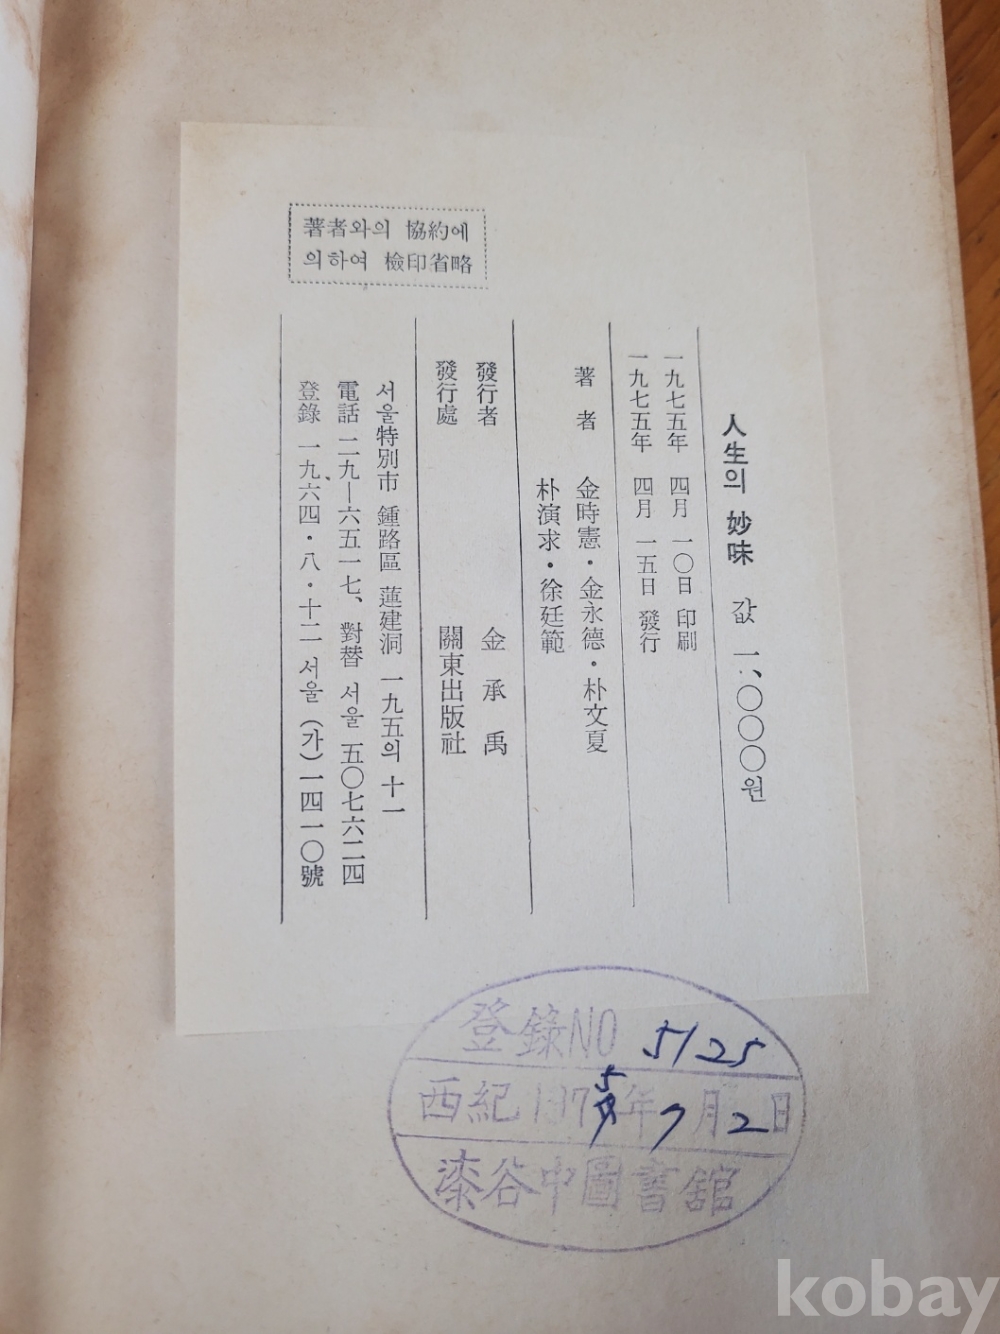 著者와의 協約에
의하여 檢印省略
人生의 妙味 값 一、〇〇〇원
一九七五年 四月 一〇日 印刷
一九七五年 四月 一五日 發行
著者 金時憲・金永德・朴文夏
朴演求・徐廷範
發行者 金承禹
發行處 關東出版社
서울特別市 鍾路區 蓮建洞 一九五의 十一
電話 二九—六五一七、對替 서울 五〇七六二四
登錄 一九六四・八・十二 서울 (가) 一四一〇號
登錄NO 5125
西紀 1975年 7月 2日
漆谷中圖書舘
kobay